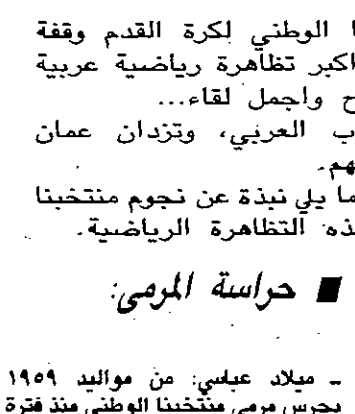 ا الوطني لكرة القدم وقفة
اكبر تظاهرة رياضية عربية
ح واجمل لقاء...
ب العربي، وتزدان عمان
هم.
ما يلي نبذة عن نجوم منتخبنا
ذه التظاهرة الرياضية.
■ حراسة المرمى:
ـ ميلاد عباسي: من مواليد ١٩٥٩
يحرس مرمى منتخبنا الوطني منذ فترة